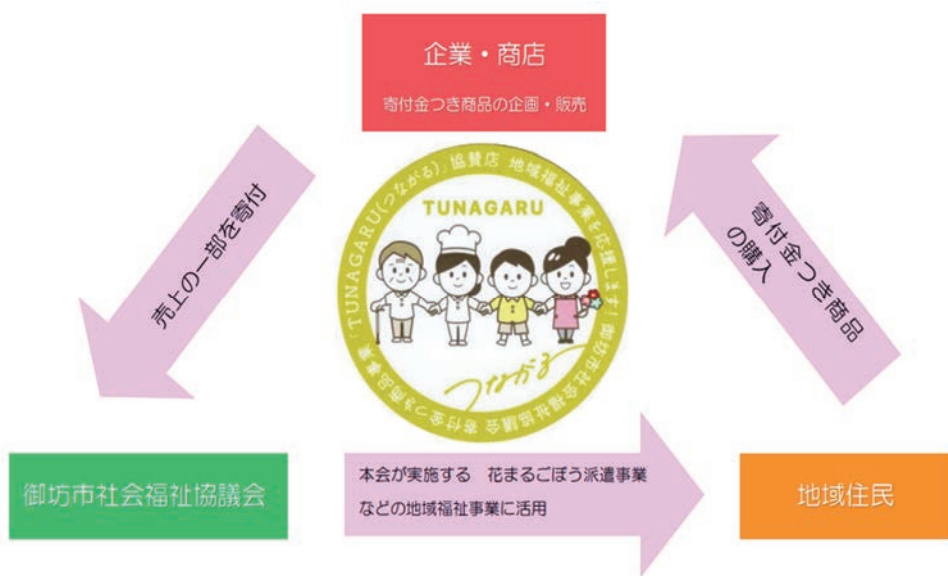 企業・商店
寄付金つき商品の企画・販売
売上の一部を寄付
寄付金つき商品
の購入
御坊市社会福祉協議会 寄付金つき商品事業「TUNAGARU(つながる)」協賛店 地域福祉事業を応援します!
TUNAGARU
つながる
御坊市社会福祉協議会
本会が実施する 花まるごぼう派遣事業
などの地域福祉事業に活用
地域住民